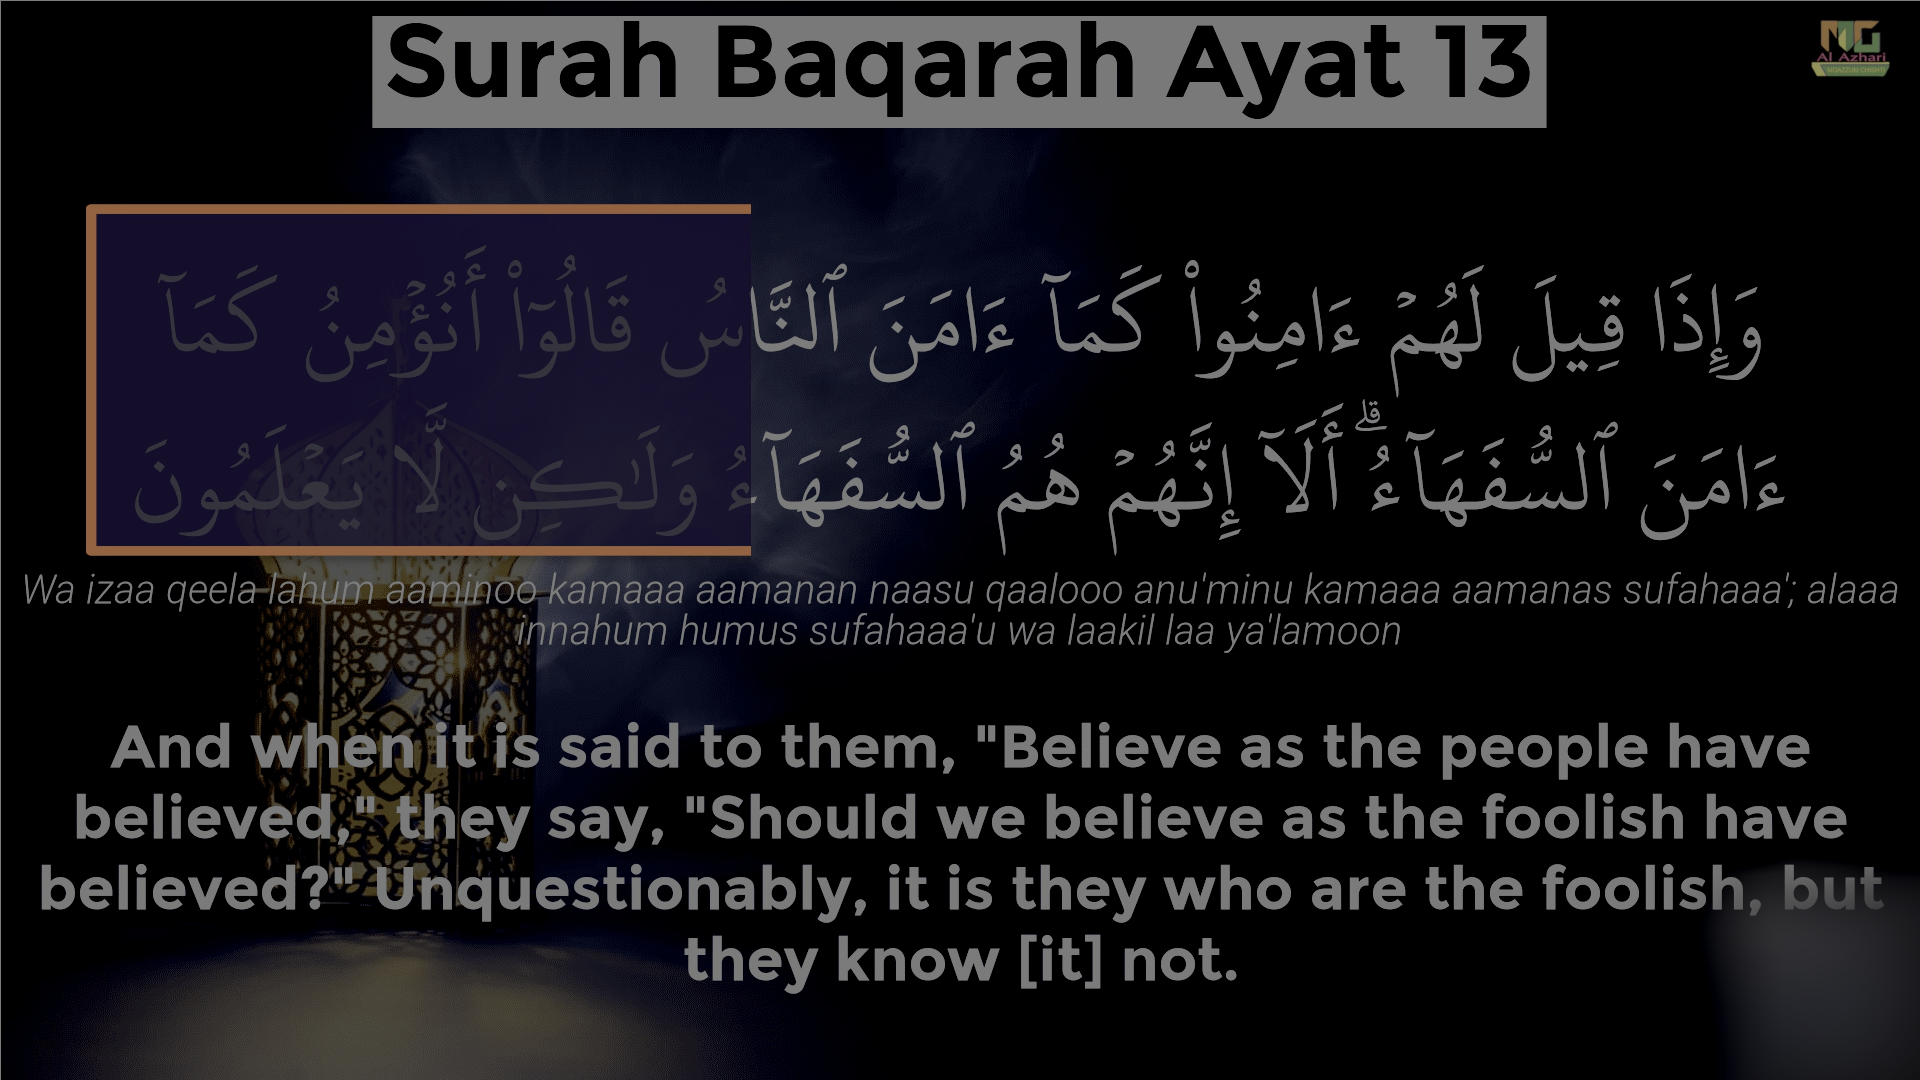 Surah Baqarah Ayat 13
MG
Al Azhari
وَإِذَا قِيلَ لَهُمۡ ءَامِنُواْ كَمَآ ءَامَنَ ٱلنَّاسُ قَالُوٓاْ أَنُؤۡمِنُ كَمَآ
ءَامَنَ ٱلسُّفَهَآءُۗ أَلَآ إِنَّهُمۡ هُمُ ٱلسُّفَهَآءُ وَلَٰكِن لَّا يَعۡلَمُونَ
Wa izaa qeela lahum aaminoo kamaaa aamanan naasu qaalooo anu'minu kamaaa aamanas sufahaaa'; alaaa
innahum humus sufahaaa'u wa laakil laa ya'lamoon
And when it is said to them, "Believe as the people have
believed," they say, "Should we believe as the foolish have
believed?" Unquestionably, it is they who are the foolish, but
they know [it] not.